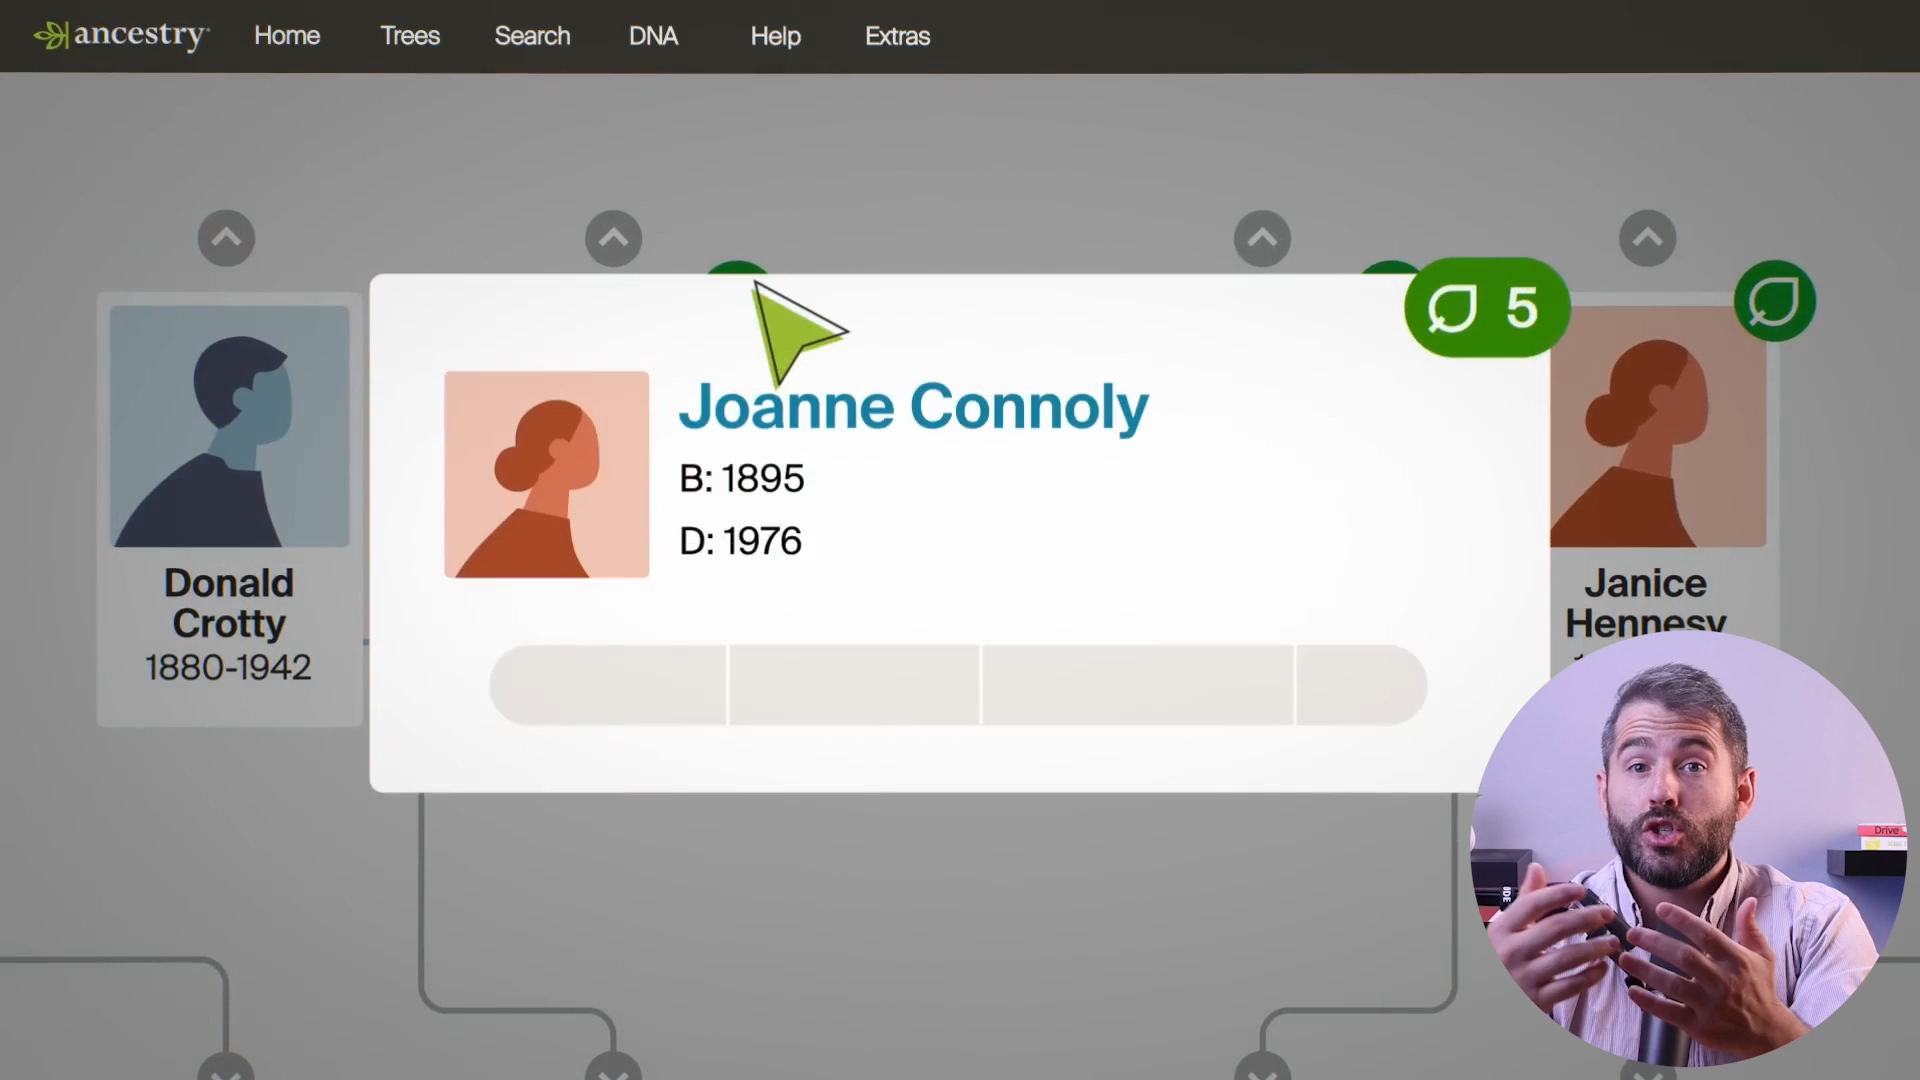 ancestry
Home
Trees
Search
DNA
Help
Extras
5
Joanne Connoly
B: 1895
D: 1976
Donald
Crotty
1880-1942
Janice
Hennesy
Drive